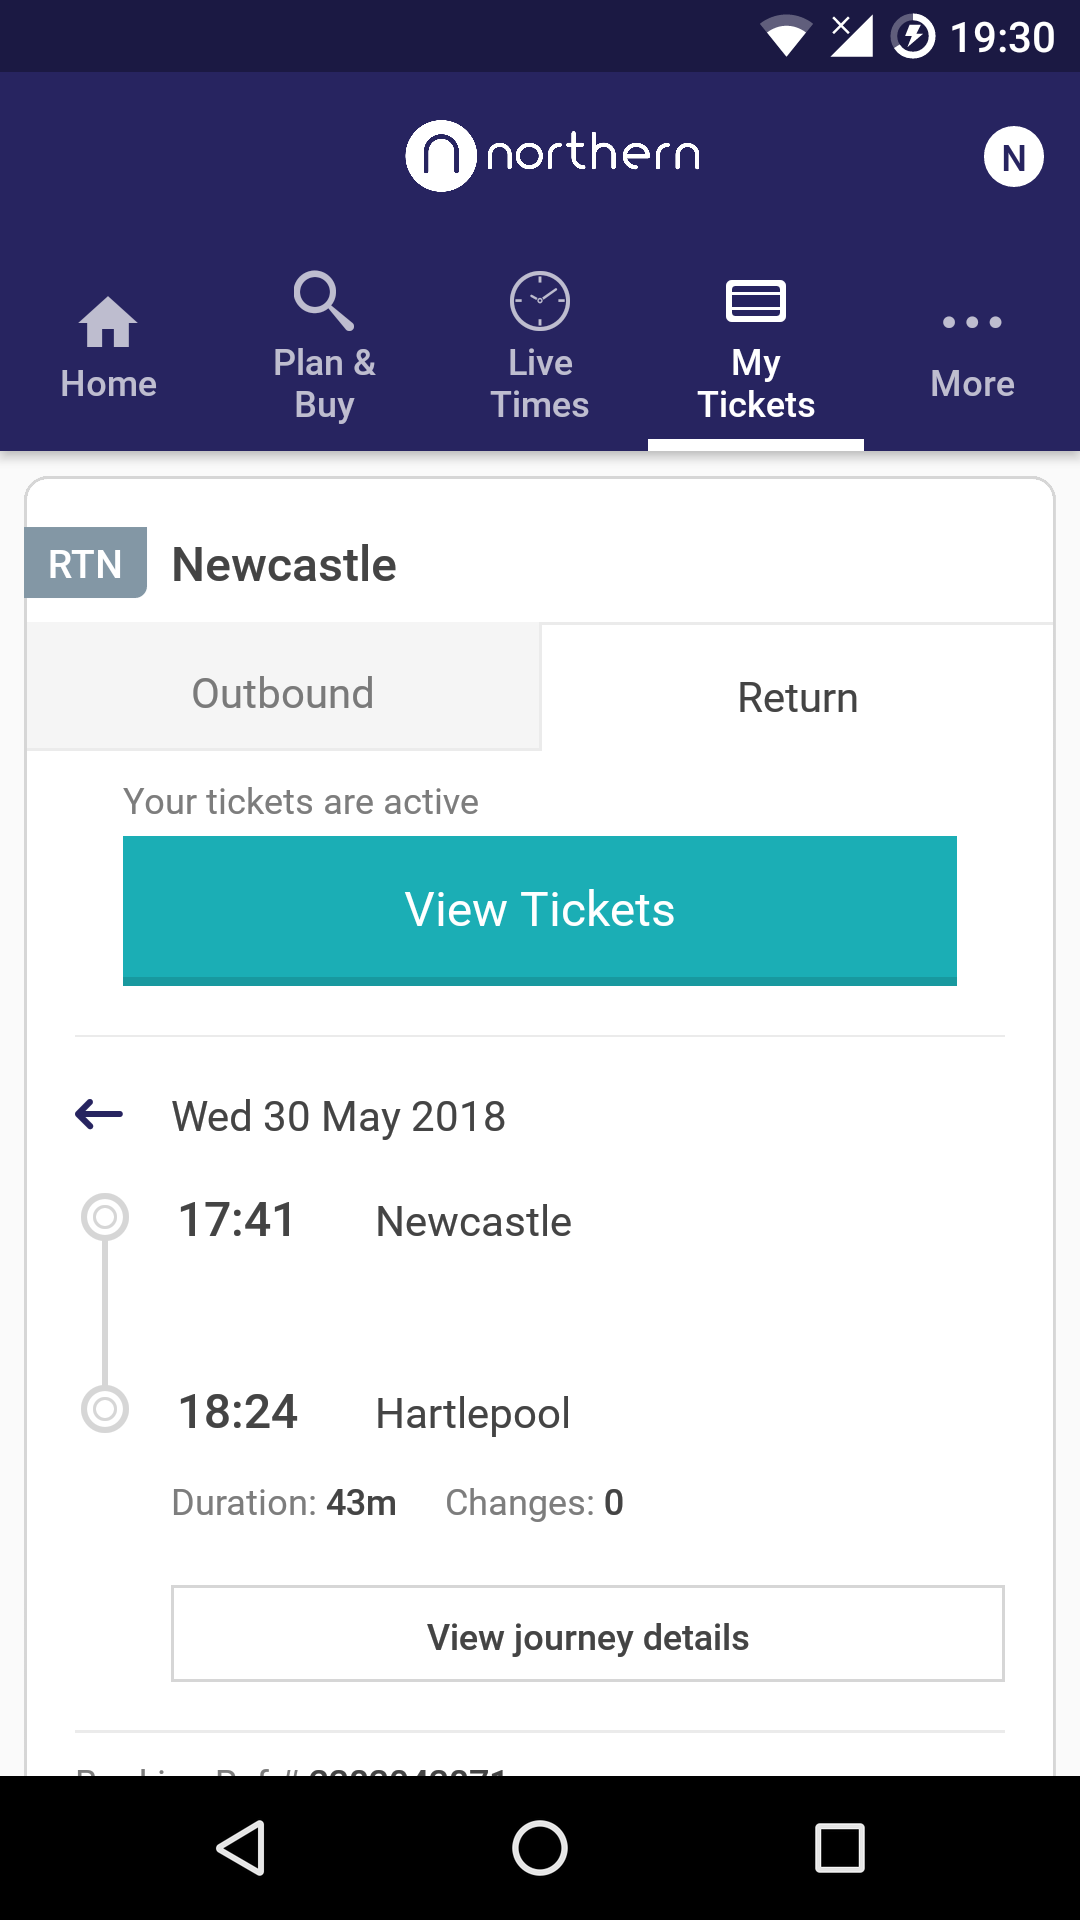 19:30
northern
N
Home
Plan &
Buy
Live
Times
My
Tickets
More
RTN Newcastle
Outbound
Return
Your tickets are active
View Tickets
Wed 30 May 2018
17:41 Newcastle
18:24 Hartlepool
Duration: 43m Changes: 0
View journey details